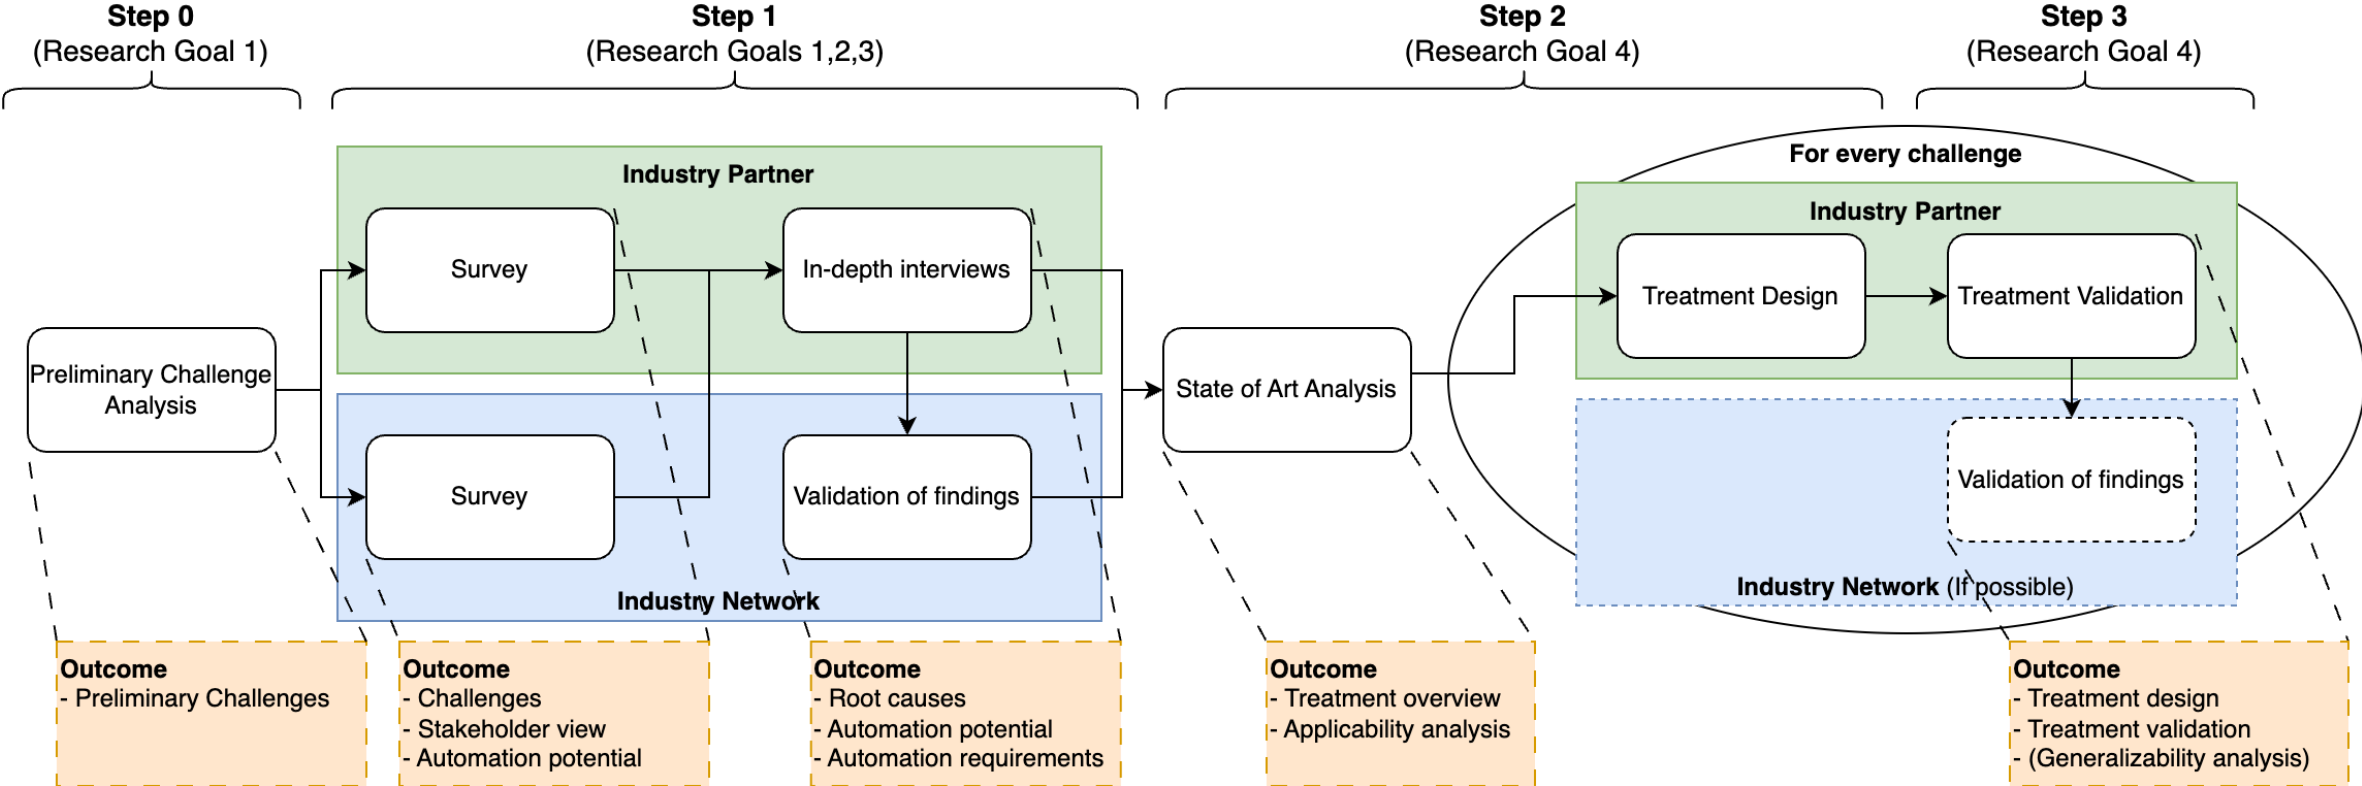 Step 0
(Research Goal 1)
Step 1
(Research Goals 1,2,3)
Step 2
(Research Goal 4)
Step 3
(Research Goal 4)
Preliminary Challenge
Analysis
Industry Partner
Survey
In-depth interviews
Survey
Validation of findings
Industry Network
State of Art Analysis
For every challenge
Industry Partner
Treatment Design
Treatment Validation
Validation of findings
Industry Network (If possible)
Outcome
- Preliminary Challenges
Outcome
- Challenges
- Stakeholder view
- Automation potential
Outcome
- Root causes
- Automation potential
- Automation requirements
Outcome
- Treatment overview
- Applicability analysis
Outcome
- Treatment design
- Treatment validation
- (Generalizability analysis)